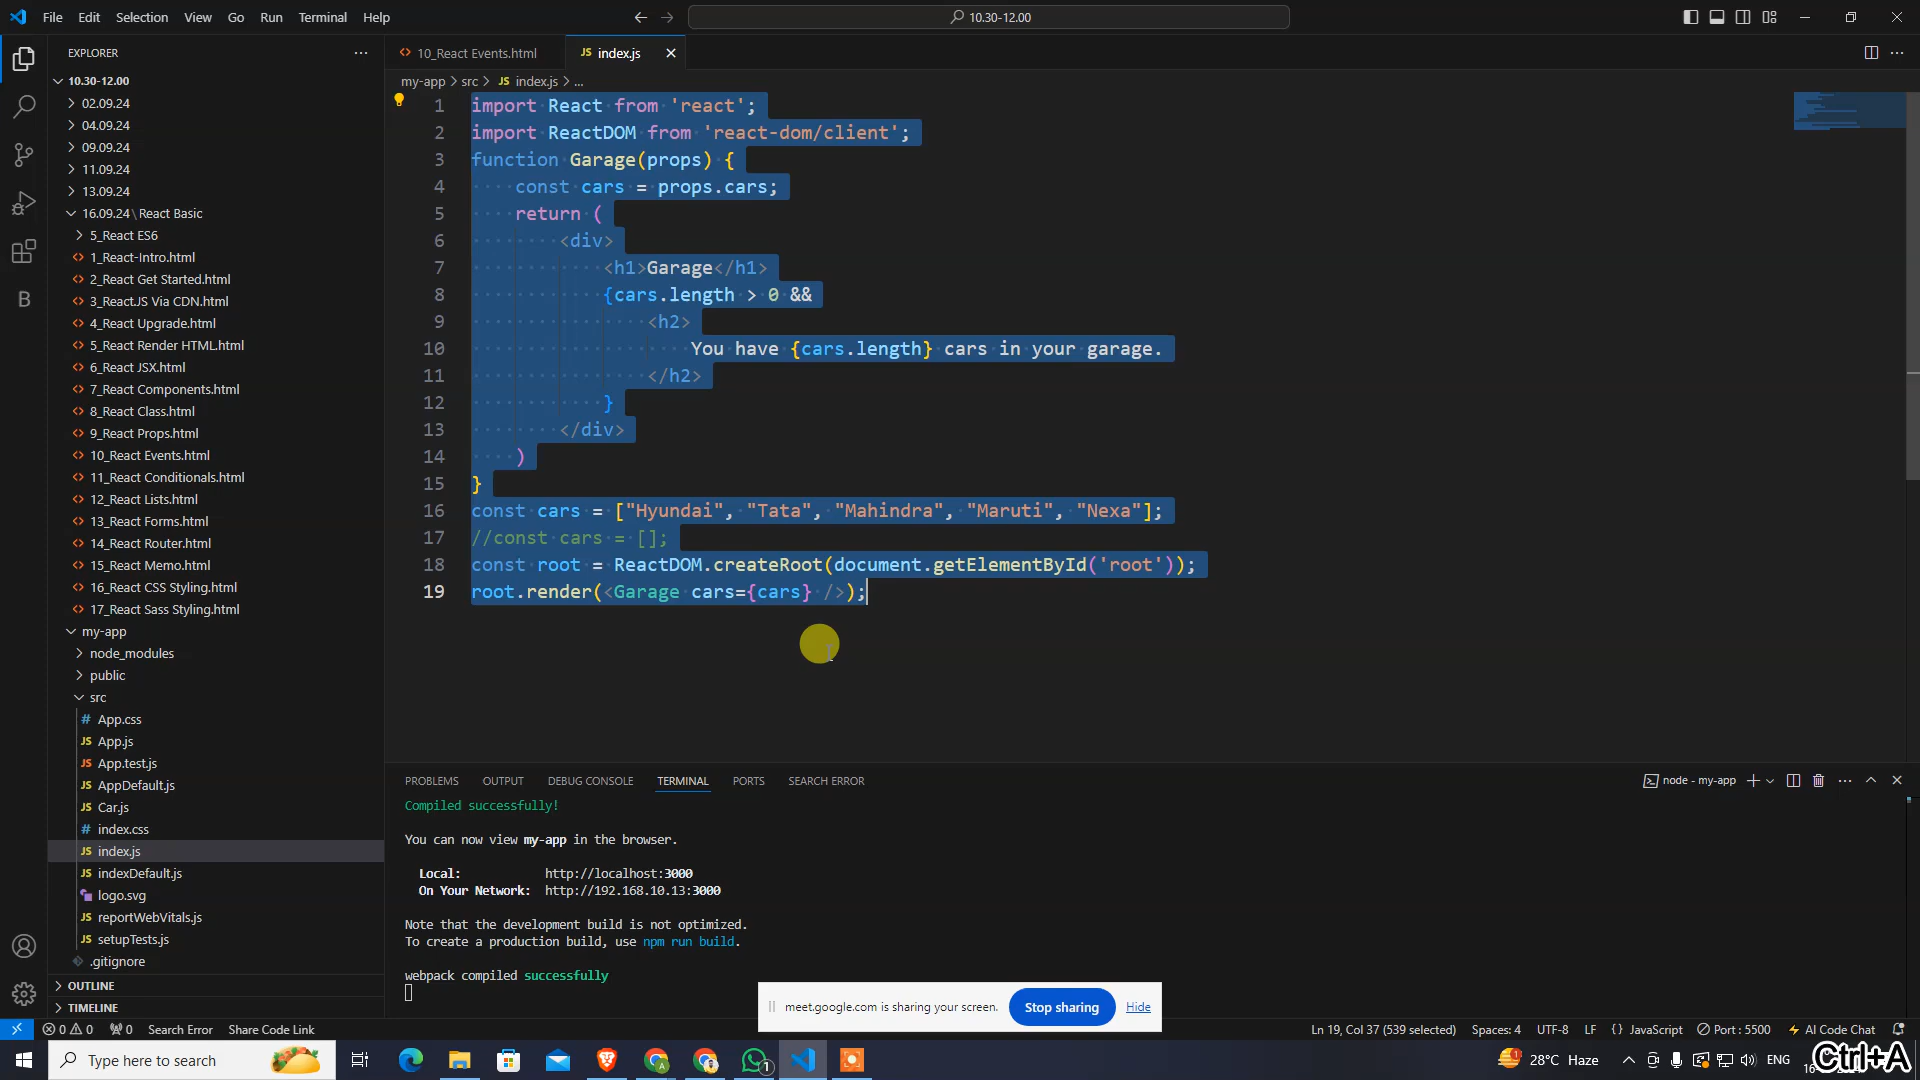 File Edit Selection View Go Run Terminal Help
10.30-12.00
EXPLORER
10.30-12.00
02.09.24
04.09.24
09.09.24
11.09.24
13.09.24
16.09.24\React Basic
5_React ES6
1_React-Intro.html
2_React Get Started.html
3_ReactJS Via CDN.html
4_React Upgrade.html
5_React Render HTML.html
6_React JSX.html
7_React Components.html
8_React Class.html
9_React Props.html
10_React Events.html
11_React Conditionals.html
12_React Lists.html
13_React Forms.html
14_React Router.html
15_React Memo.html
16_React CSS Styling.html
17_React Sass Styling.html
my-app
node_modules
public
src
# App.css
JS App.js
JS App.test.js
JS AppDefault.js
JS Car.js
# index.css
JS index.js
JS indexDefault.js
logo.svg
JS reportWebVitals.js
JS setupTests.js
.gitignore
OUTLINE
TIMELINE
10_React Events.html
JS index.js
my-app > src > JS index.js > ...
1 import React from 'react';
2 import ReactDOM from 'react-dom/client';
3 function Garage(props) {
4 const cars = props.cars;
5 return (
6 <div>
7 <h1>Garage</h1>
8 {cars.length > 0 &&
9 <h2>
10 You have {cars.length} cars in your garage.
11 </h2>
12 }
13 </div>
14 )
15 }
16 const cars = ["Hyundai", "Tata", "Mahindra", "Maruti", "Nexa"];
17 //const cars = [];
18 const root = ReactDOM.createRoot(document.getElementById('root'));
19 root.render(<Garage cars={cars} />);
PROBLEMS OUTPUT DEBUG CONSOLE TERMINAL PORTS SEARCH ERROR
node - my-app
Compiled successfully!
You can now view my-app in the browser.
Local: http://localhost:3000
On Your Network: http://192.168.10.13:3000
Note that the development build is not optimized.
To create a production build, use npm run build.
webpack compiled successfully
meet.google.com is sharing your screen. Stop sharing Hide
0 0 0 Search Error Share Code Link
Ln 19, Col 37 (539 selected) Spaces: 4 UTF-8 LF { } JavaScript Port : 5500 AI Code Chat
Type here to search
1
28°C Haze
ENG
Ctrl+A